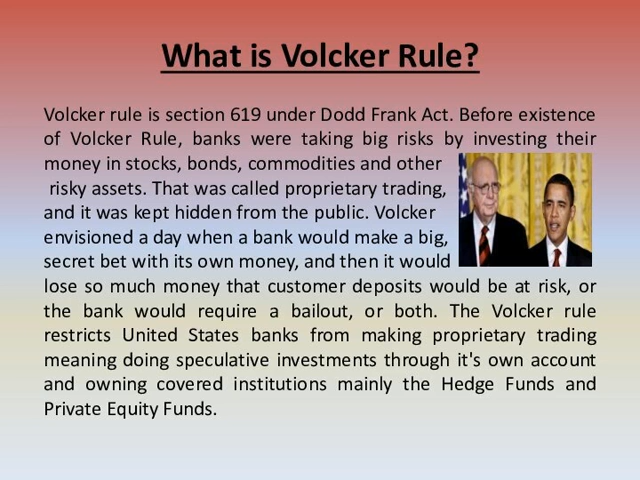 What is Volcker Rule?
Volcker rule is section 619 under Dodd Frank Act. Before existence
of Volcker Rule, banks were taking big risks by investing their
money in stocks, bonds, commodities and other
risky assets. That was called proprietary trading,
and it was kept hidden from the public. Volcker
envisioned a day when a bank would make a big,
secret bet with its own money, and then it would
lose so much money that customer deposits would be at risk, or
the bank would require a bailout, or both. The Volcker rule
restricts United States banks from making proprietary trading
meaning doing speculative investments through it's own account
and owning covered institutions mainly the Hedge Funds and
Private Equity Funds.